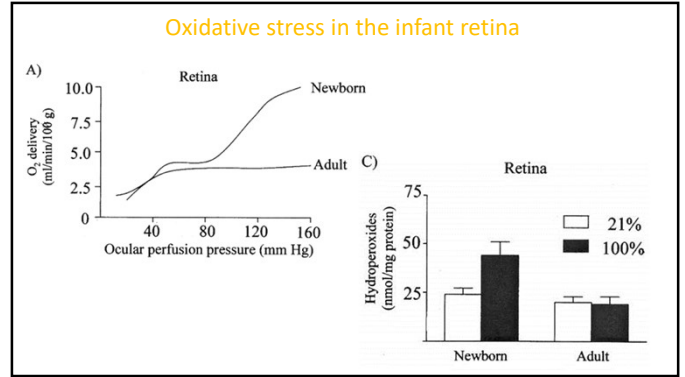 Oxidative stress in the infant retina
A)
Retina
O₂ delivery
(ml/min/100 g)
10.0
7.5
5.0
2.5
0
40 80 120 160
Ocular perfusion pressure (mm Hg)
Newborn
Adult
C)
Retina
Hydroperoxides
(nmol/mg protein)
75
50
25
21%
100%
Newborn Adult